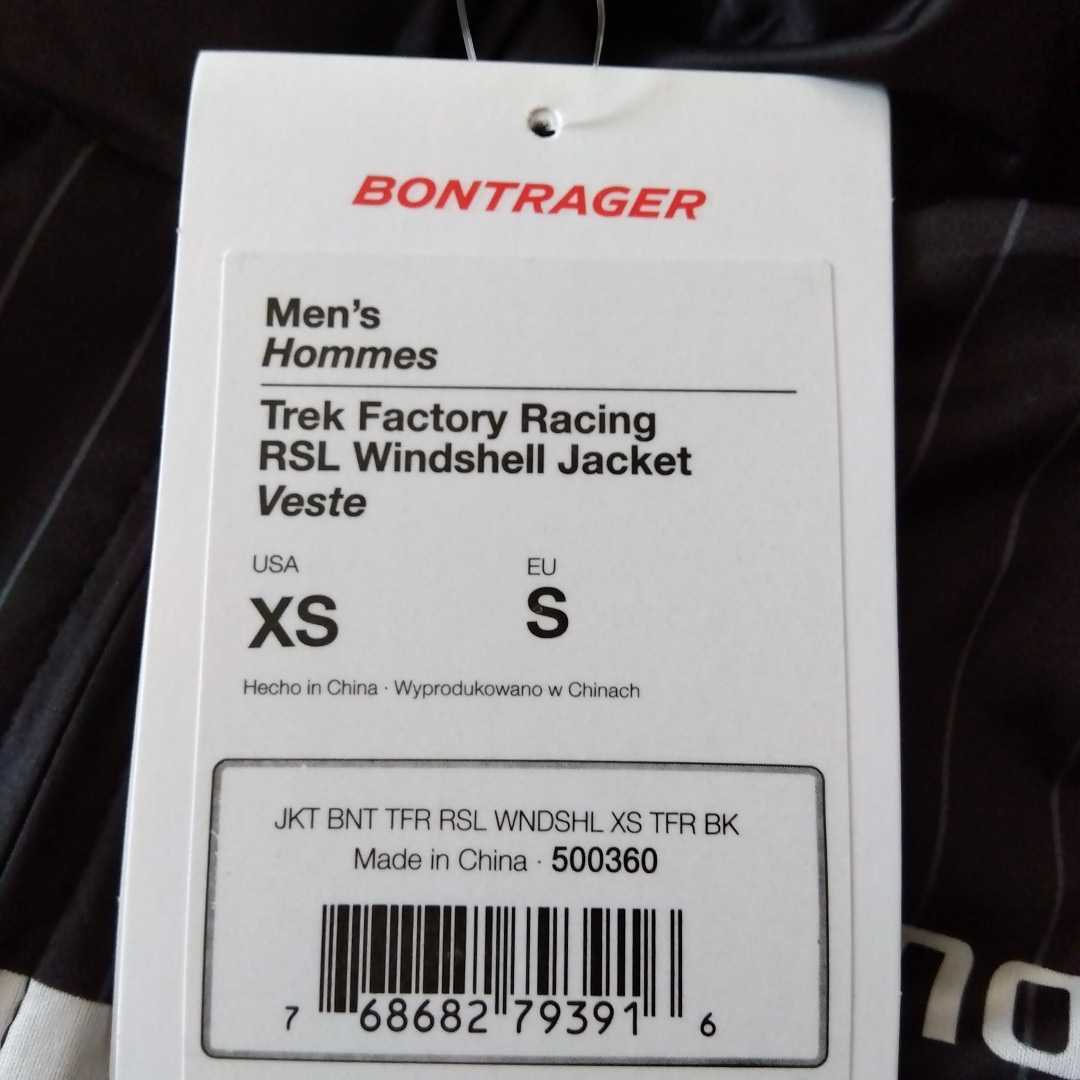 BONTRAGER
Men's
Hommes
Trek Factory Racing
RSL Windshell Jacket
Veste
USA
EU
XS
S
Hecho in China · Wyprodukowano w Chinach
JKT BNT TFR RSL WNDSHL XS TFR BK
Made in China · 500360
7 68682 79391 6